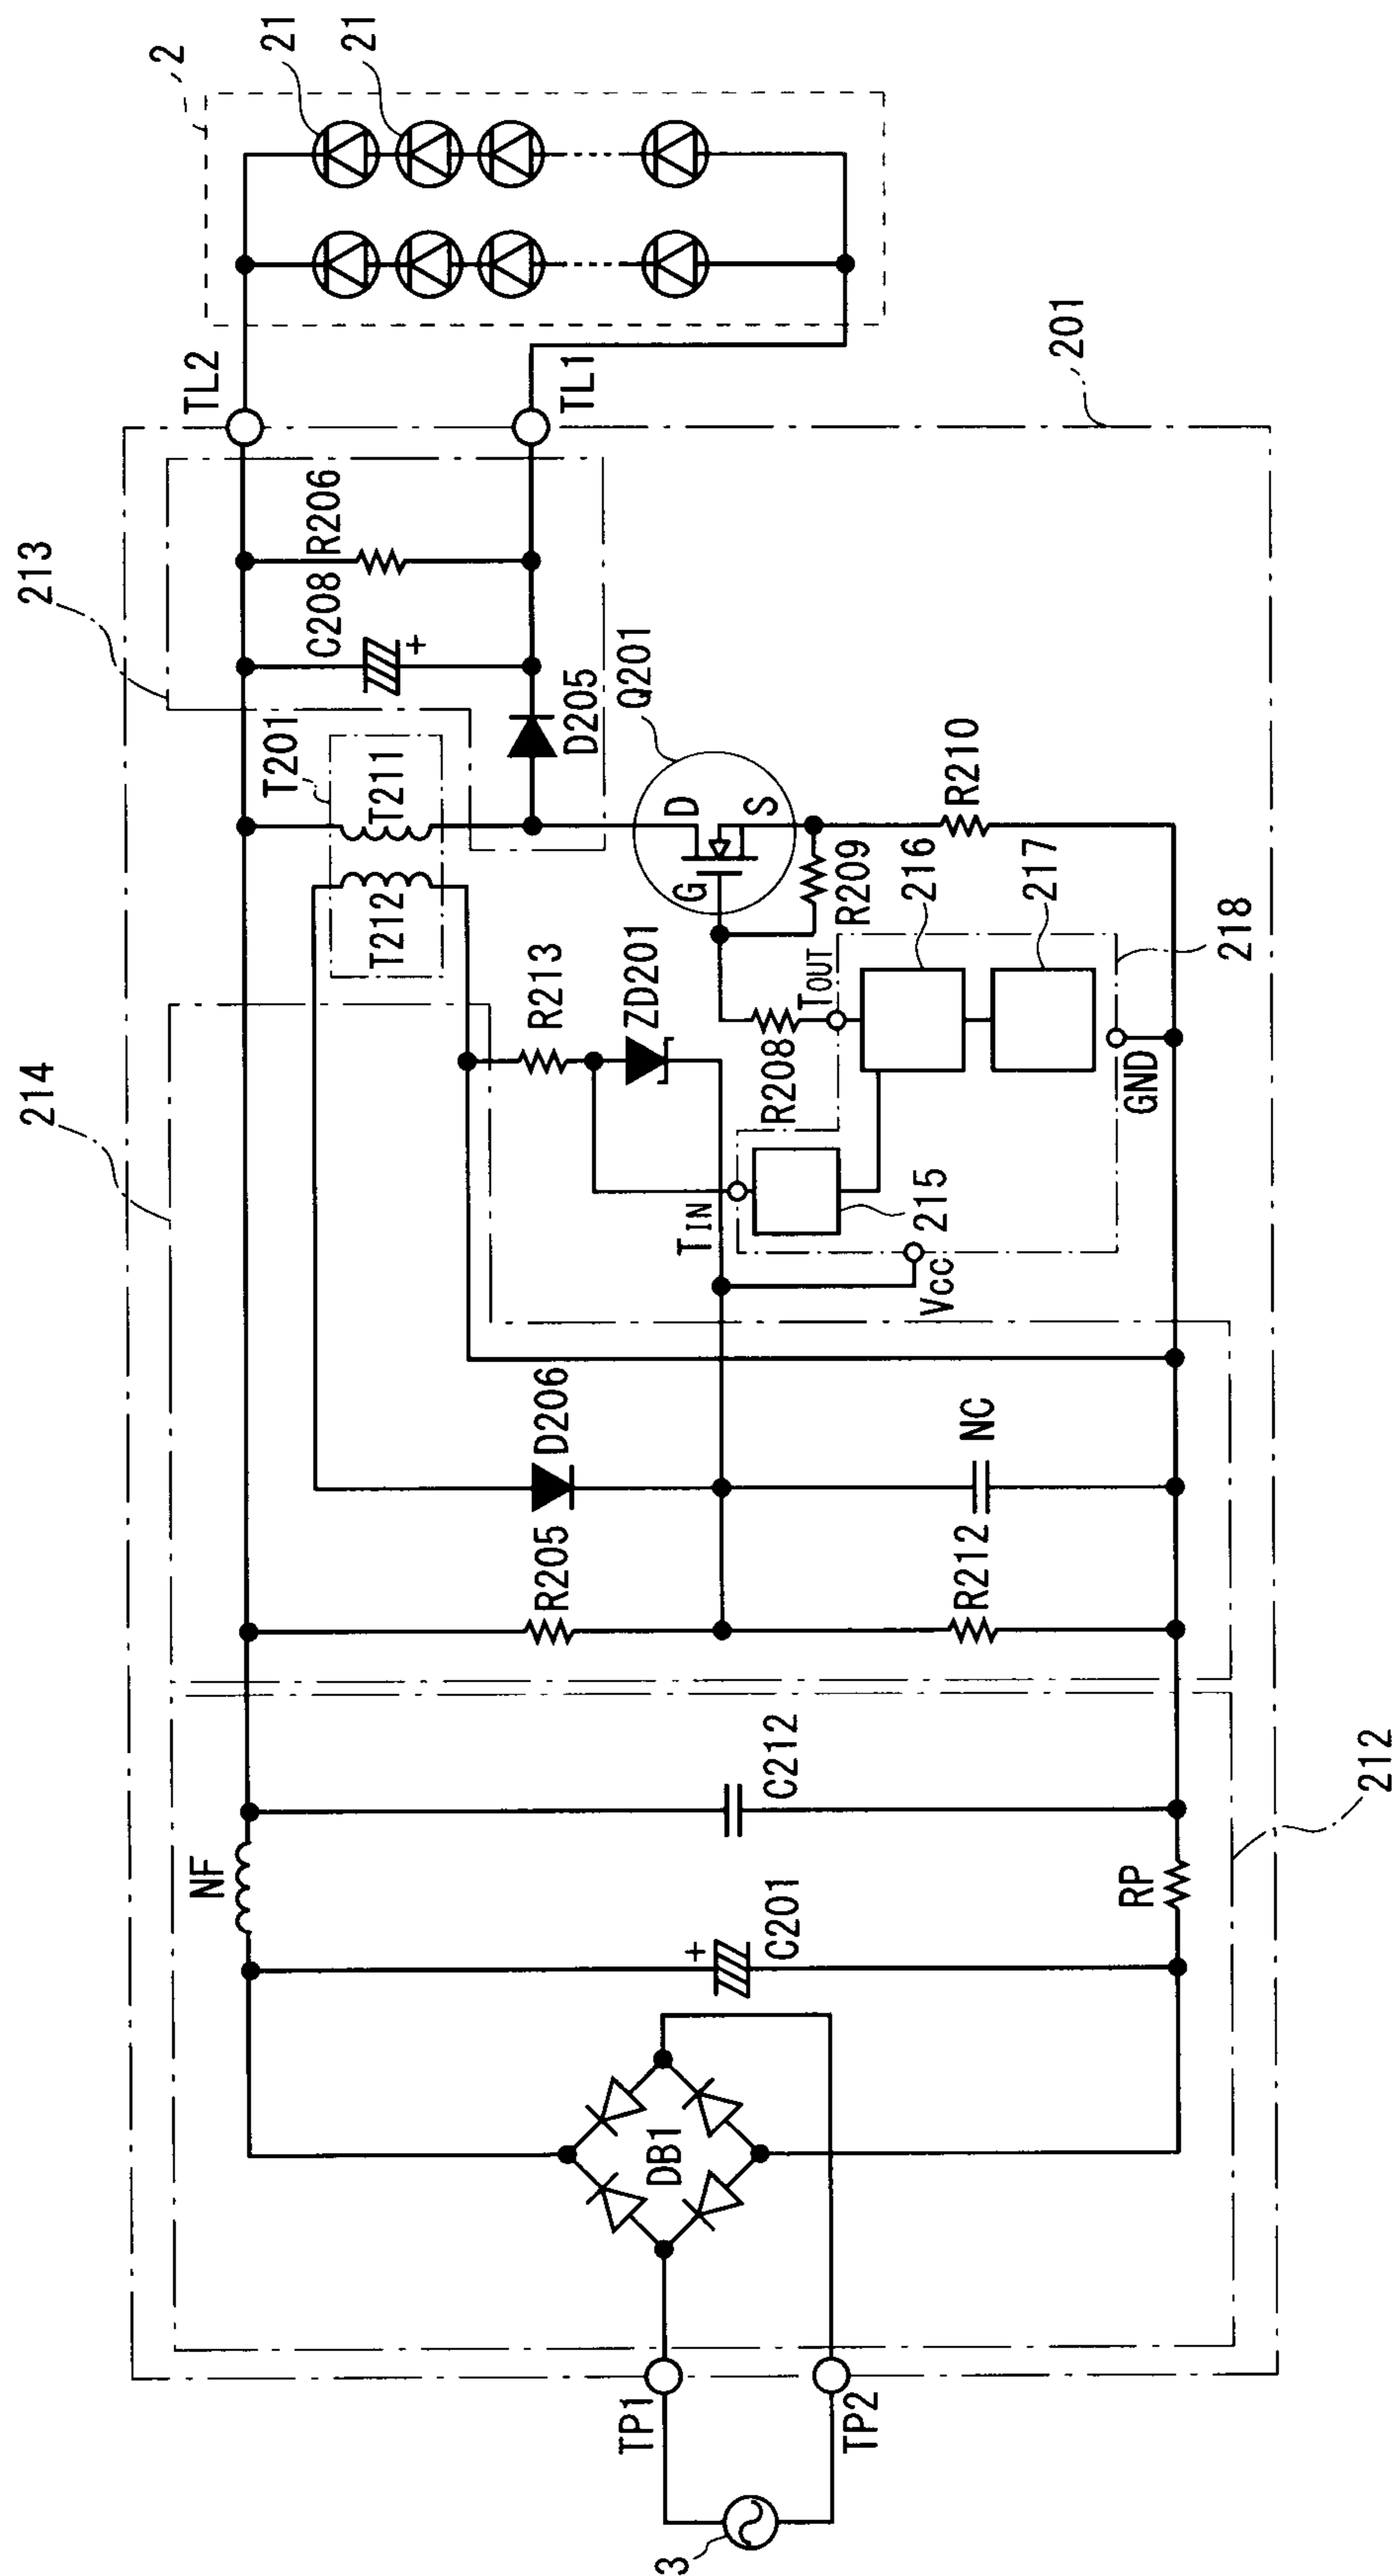 214
213
2
21
21
T201
T212
T211
C208
R206
TL2
TL1
D205
Q201
D
G
S
NF
R205
D206
R213
ZD201
TIN
TOUT
R208
R209
R210
216
217
218
215
Vcc
GND
201
3
TP1
TP2
DB1
+
C201
C212
+
RP
R212
NC
212